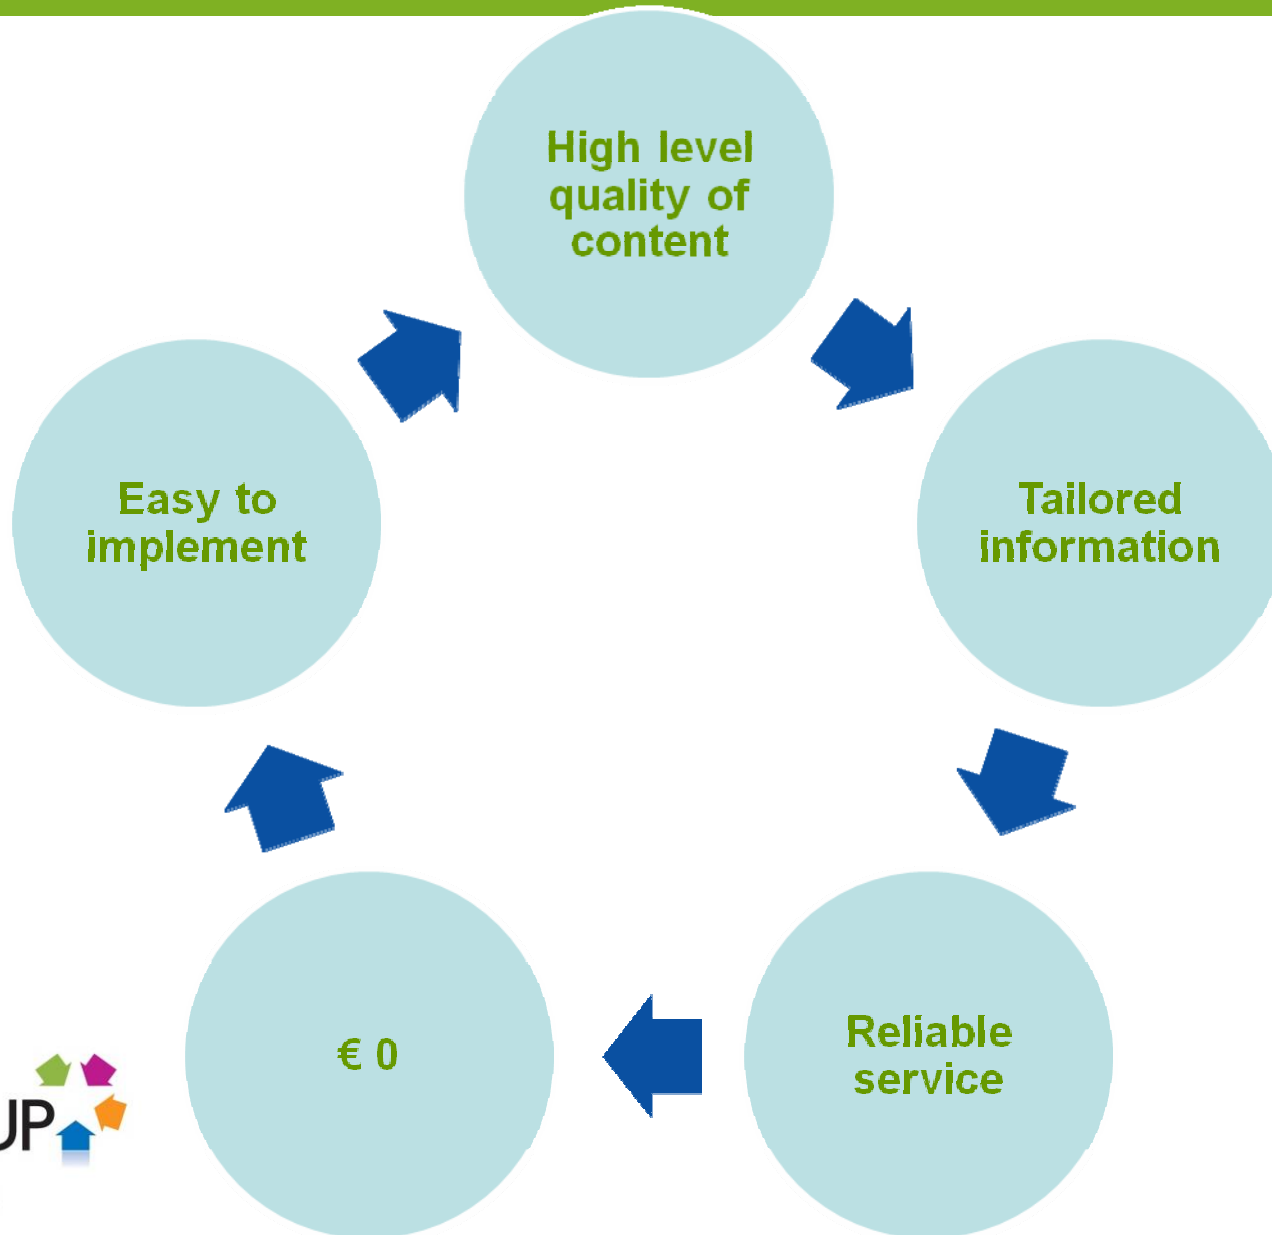 High level
quality of
content
Easy to
implement
Tailored
information
Reliable
service
€ 0
UP